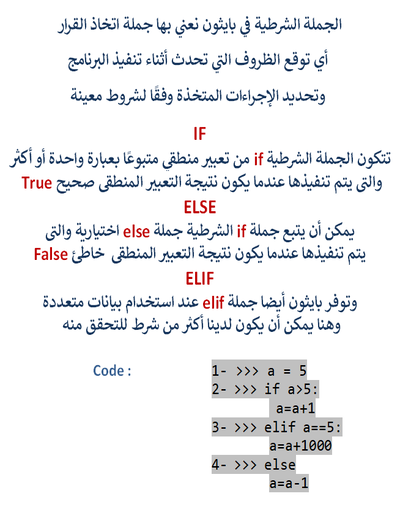 الجملة الشرطية في بايثون نعني بها جملة اتخاذ القرار
أي توقع الظروف التي تحدث أثناء تنفيذ البرنامج
وتحديد الإجراءات المتخذة وفقًا لشروط معينة
IF
تتكون الجملة الشرطية if من تعبير منطقي متبوعًا بعبارة واحدة أو أكثر
والتى يتم تنفيذها عندما يكون نتيجة التعبير المنطقى صحيح True
ELSE
يمكن أن يتبع جملة if الشرطية جملة else اختيارية والتى
يتم تنفيذها عندما يكون نتيجة التعبير المنطقى خاطئ False
ELIF
وتوفر بايثون أيضا جملة elif عند استخدام بيانات متعددة
وهنا يمكن أن يكون لدينا أكثر من شرط للتحقق منه
Code :
1- >>> a = 5
2- >>> if a>5:
a=a+1
3- >>> elif a==5:
a=a+1000
4- >>> else
a=a-1